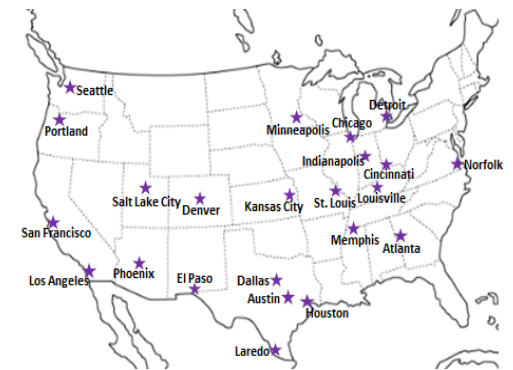 Seattle
Portland
Minneapolis
Detroit
Chicago
Indianapolis
Cincinnati
Norfolk
Salt Lake City
Denver
Kansas City
St. Louis
Louisville
San Francisco
Memphis
Atlanta
Los Angeles
Phoenix
El Paso
Dallas
Austin
Houston
Laredo